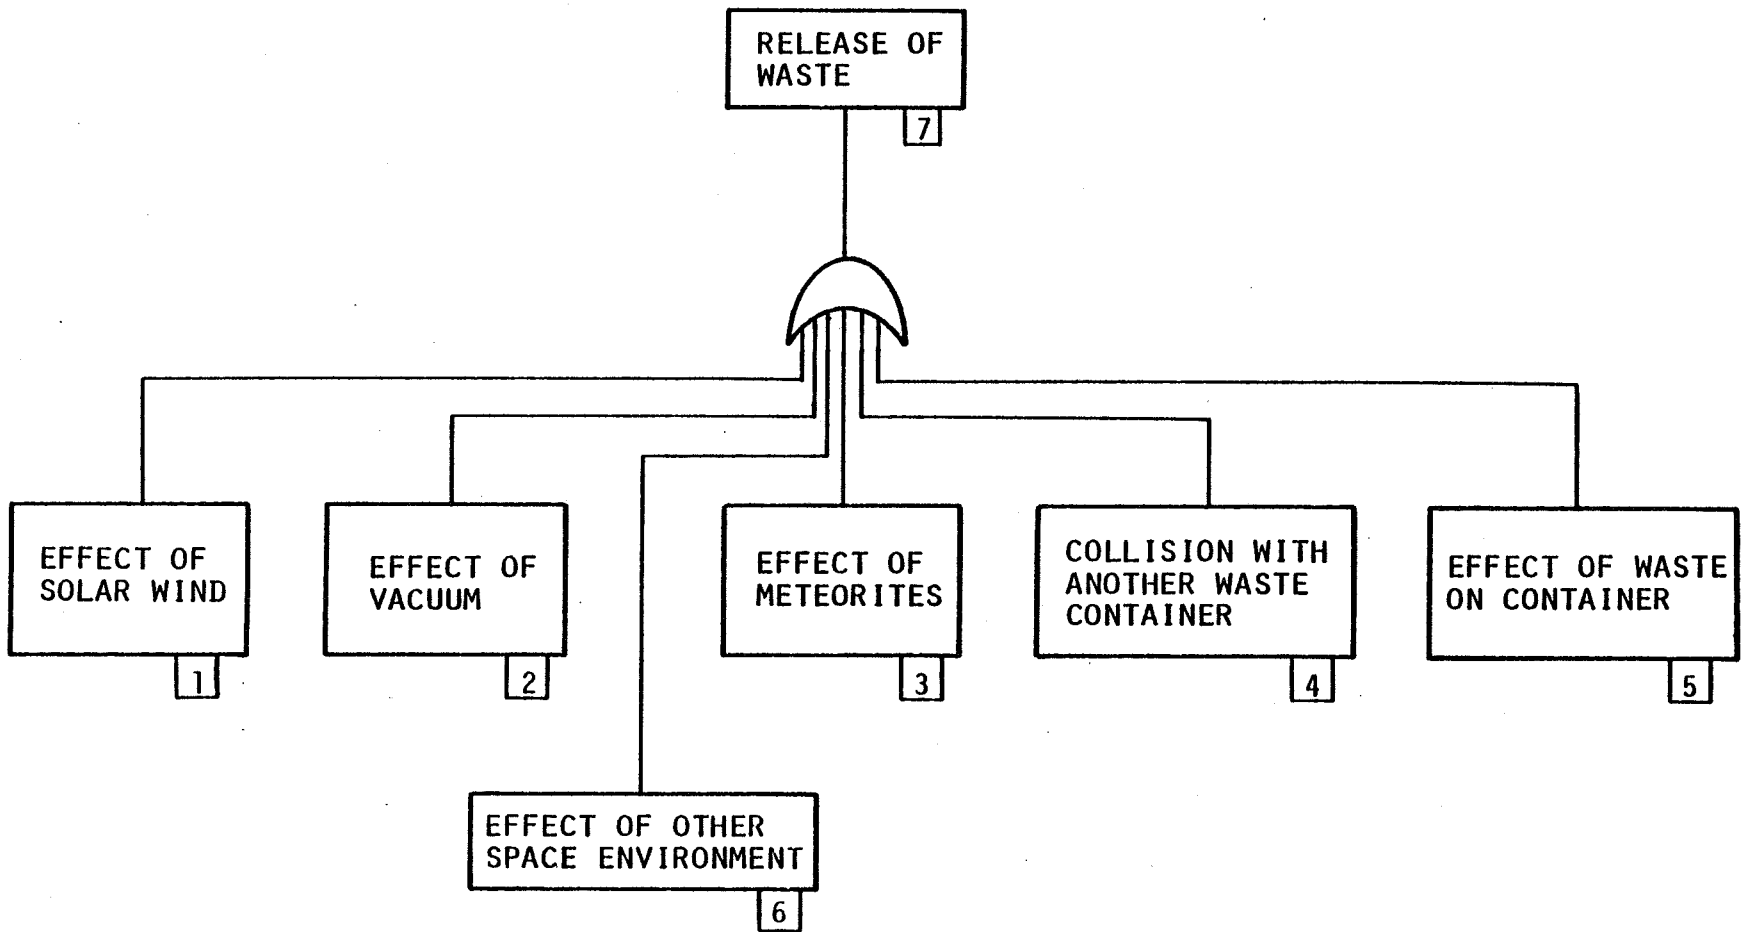 RELEASE OF
WASTE
7
EFFECT OF
SOLAR WIND
1
EFFECT OF
VACUUM
2
EFFECT OF
METEORITES
3
COLLISION WITH
ANOTHER WASTE
CONTAINER
4
EFFECT OF WASTE
ON CONTAINER
5
EFFECT OF OTHER
SPACE ENVIRONMENT
6